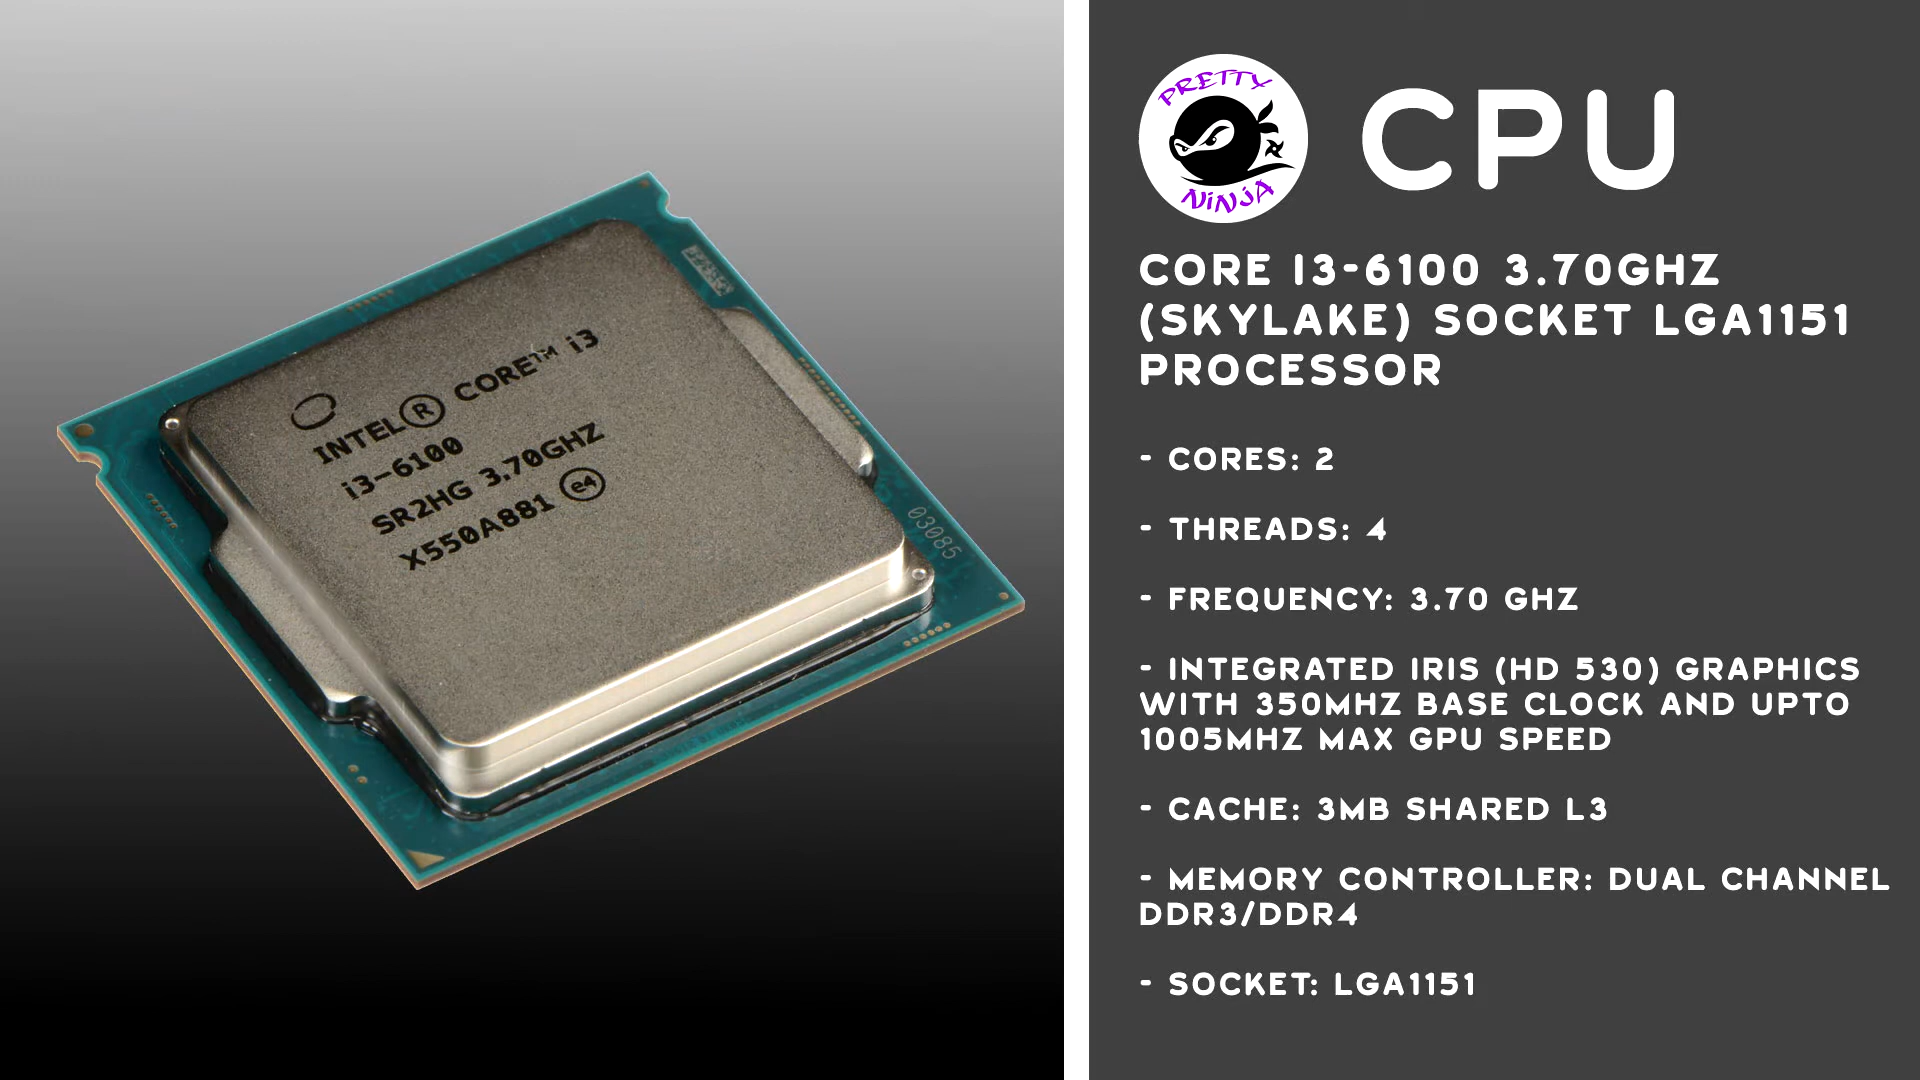 INTEL® CORE™ i3
i3-6100
SR2HG 3.70GHZ
X550A881 e4
03085
PRETTY
NINJA
CPU
CORE I3-6100 3.70GHZ
(SKYLAKE) SOCKET LGA1151
PROCESSOR
- CORES: 2
- THREADS: 4
- FREQUENCY: 3.70 GHZ
- INTEGRATED IRIS (HD 530) GRAPHICS
WITH 350MHZ BASE CLOCK AND UPTO
1005MHZ MAX GPU SPEED
- CACHE: 3MB SHARED L3
- MEMORY CONTROLLER: DUAL CHANNEL
DDR3/DDR4
- SOCKET: LGA1151